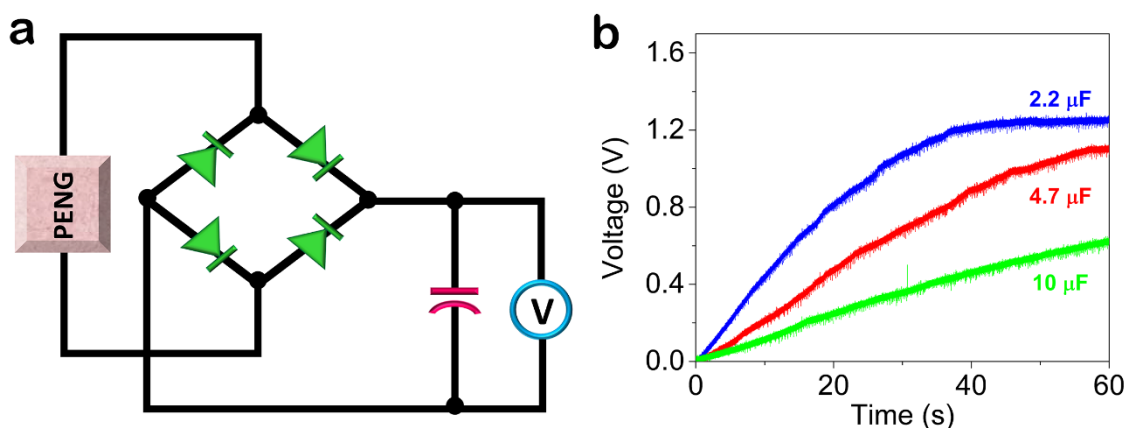 a
PENG
V
b
Voltage (V)
1.6
1.2
0.8
0.4
0.0
2.2 μF
4.7 μF
10 μF
0
20
40
60
Time (s)